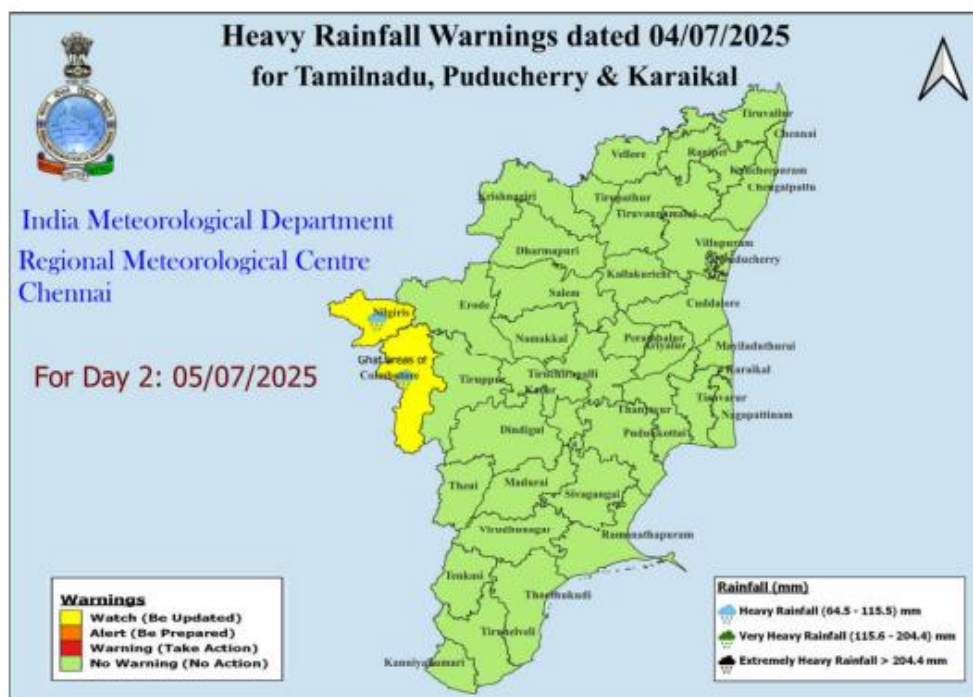 Heavy Rainfall Warnings dated 04/07/2025
for Tamilnadu, Puducherry & Karaikal
India Meteorological Department
Regional Meteorological Centre
Chennai
For Day 2: 05/07/2025
Tiruvallur
Chennai
Vellore
Ranipet
Kancheepuram
Chengalpattu
Krishnagiri
Tirupathur
Tiruvannamalai
Dharmapuri
Villupuram
Puducherry
Kallakurichi
Salem
Erode
Cuddalore
Nilgiris
Namakkal
Perambalur
Ariyalur
Mayiladuthurai
Ghat areas of
Coimbatore
Tiruppur
Tiruchirapalli
Karur
Karaikal
Tiruvarur
Nagapattinam
Thanjavur
Dindigul
Pudukkottai
Theni
Madurai
Sivagangai
Virudhunagar
Ramanathapuram
Tenkasi
Thoothukudi
Tirunelveli
Kanniyakumari
Warnings
Watch (Be Updated)
Alert (Be Prepared)
Warning (Take Action)
No Warning (No Action)
Rainfall (mm)
Heavy Rainfall (64.5 - 115.5) mm
Very Heavy Rainfall (115.6 - 204.4) mm
Extremely Heavy Rainfall > 204.4 mm